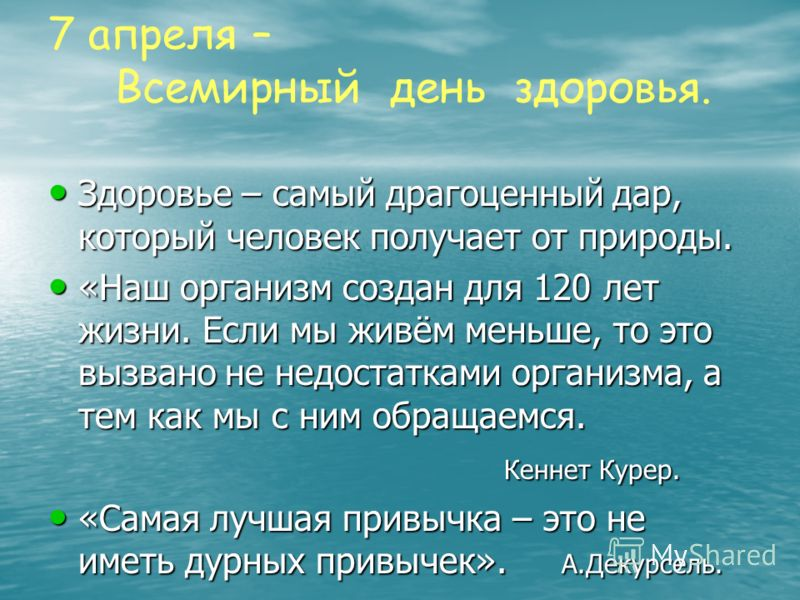 7 апреля –
Всемирный день здоровья.
• Здоровье – самый драгоценный дар,
который человек получает от природы.
• «Наш организм создан для 120 лет
жизни. Если мы живём меньше, то это
вызвано не недостатками организма, а
тем как мы с ним обращаемся.
Кеннет Курер.
• «Самая лучшая привычка – это не
иметь дурных привычек». А.Декурсель.
MyShared